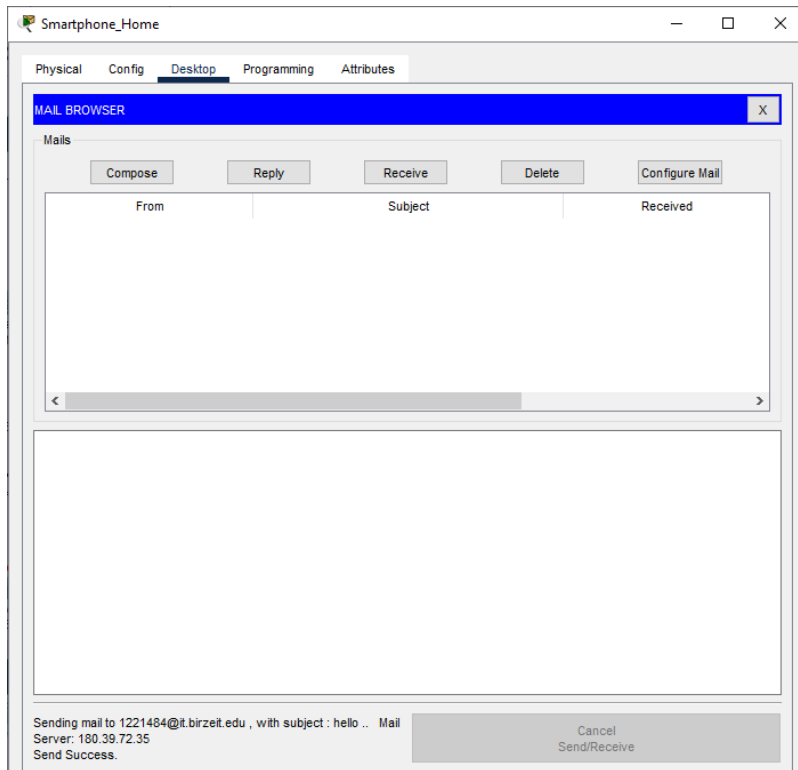 Smartphone_Home
Physical Config Desktop Programming Attributes
MAIL BROWSER X
Mails
Compose Reply Receive Delete Configure Mail
From Subject Received
Sending mail to 1221484@it.birzeit.edu , with subject : hello .. Mail
Server: 180.39.72.35
Send Success.
Cancel
Send/Receive